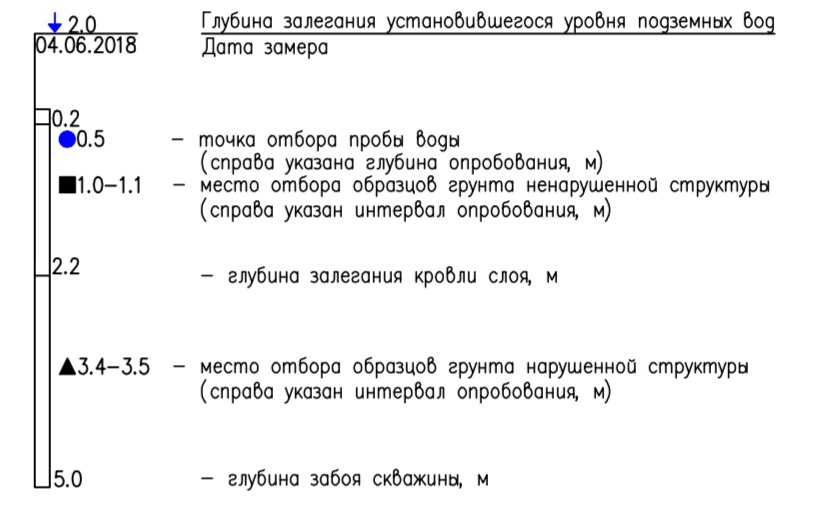 2.0 Глубина залегания установившегося уровня подземных вод
04.06.2018 Дата замера
0.2
0.5 – точка отбора пробы воды
(справа указана глубина опробования, м)
1.0–1.1 – место отбора образцов грунта ненарушенной структуры
(справа указан интервал опробования, м)
2.2 – глубина залегания кровли слоя, м
3.4–3.5 – место отбора образцов грунта нарушенной структуры
(справа указан интервал опробования, м)
5.0 – глубина забоя скважины, м